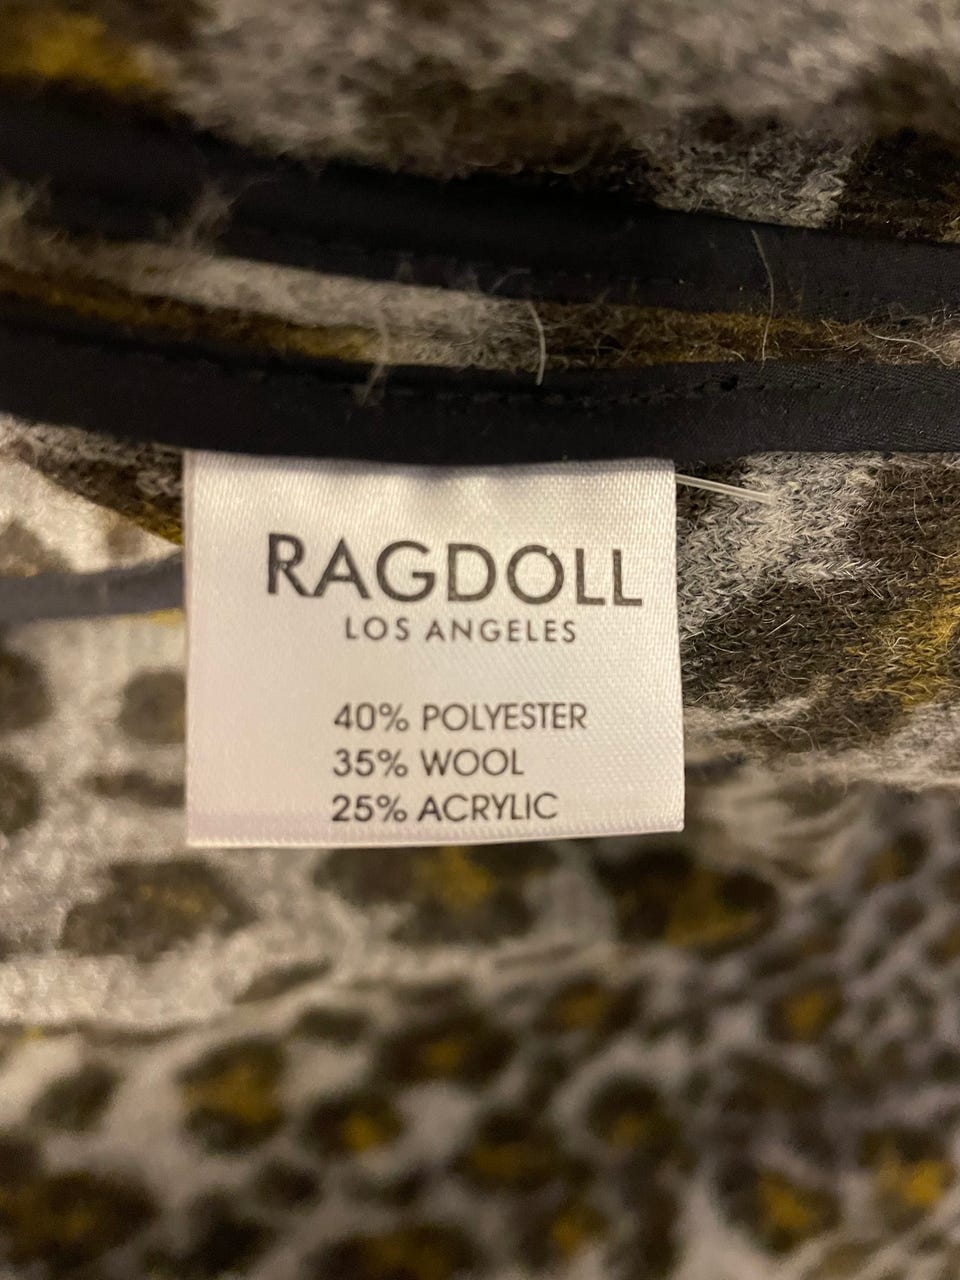 RAGDOLL
LOS ANGELES
40% POLYESTER
35% WOOL
25% ACRYLIC